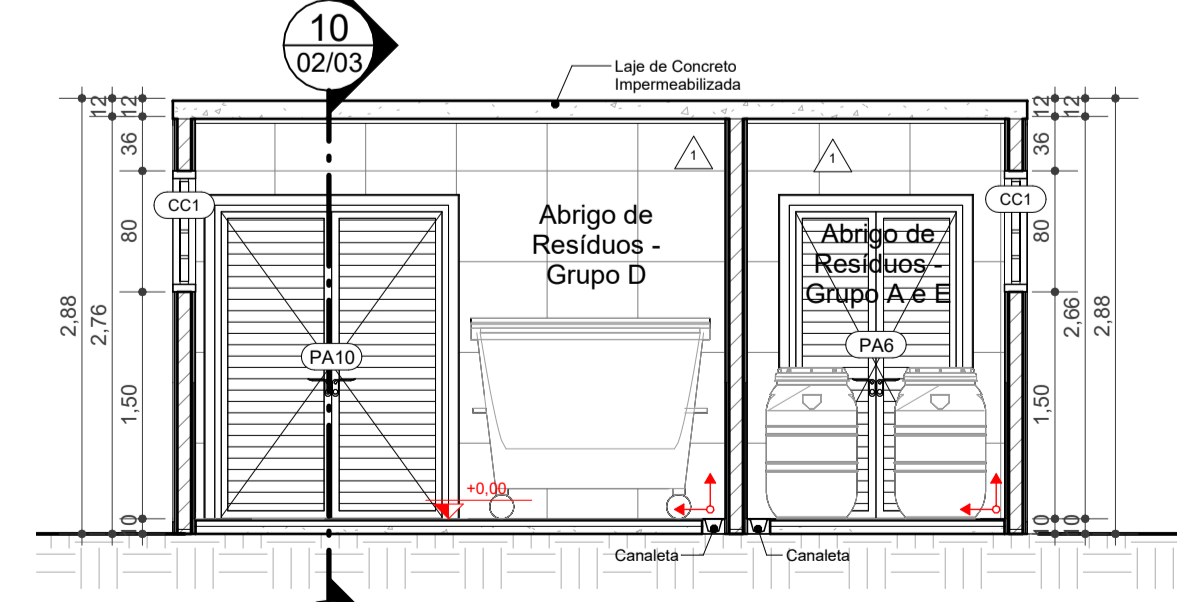 10
02/03
Laje de Concreto
Impermeabilizada
12
12
36
80
1,50
0
2,76
2,88
CC1
1
1
CC1
Abrigo de
Resíduos -
Grupo D
Abrigo de
Resíduos -
Grupo A e E
PA10
PA6
+0,00
Canaleta
Canaleta
12
12
36
80
1,50
0
0
2,66
2,88